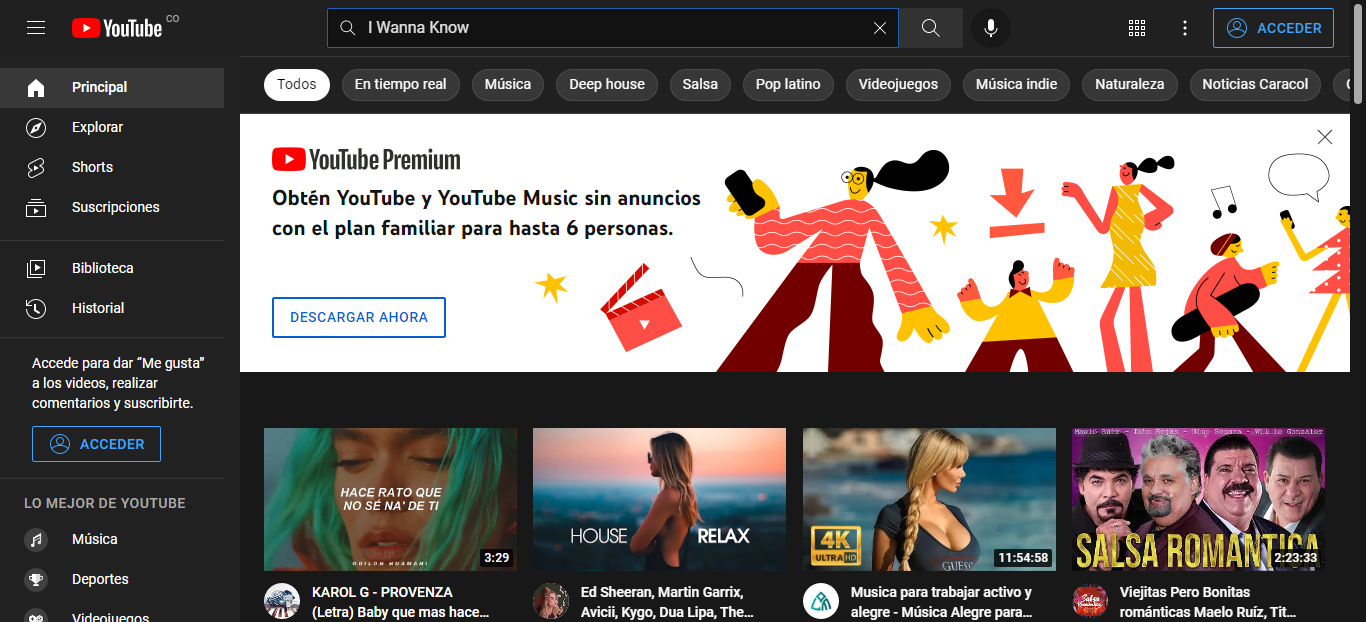 YouTube CO
I Wanna Know
ACCEDER
Principal
Explorar
Shorts
Suscripciones
Biblioteca
Historial
Accede para dar “Me gusta”
a los videos, realizar
comentarios y suscribirte.
ACCEDER
LO MEJOR DE YOUTUBE
Música
Deportes
Videojuegos
Todos
En tiempo real
Música
Deep house
Salsa
Pop latino
Videojuegos
Música indie
Naturaleza
Noticias Caracol
YouTube Premium
Obtén YouTube y YouTube Music sin anuncios
con el plan familiar para hasta 6 personas.
DESCARGAR AHORA
HACE RATO QUE
NO SÉ NA' DE TI
ODILON HUAMANI
3:29
KAROL G - PROVENZA
(Letra) Baby que mas hace...
HOUSE RELAX
Ed Sheeran, Martin Garrix,
Avicii, Kygo, Dua Lipa, The...
4K
ULTRA HD
GUESS
11:54:58
Musica para trabajar activo y
alegre - Música Alegre para...
Maelo Ruiz - Tito Rojas - Nino Segara - Willie Gonzalez
SALSA ROMANTICA
2:23:33
Salsa
Romántica
Viejitas Pero Bonitas
románticas Maelo Ruíz, Tit...